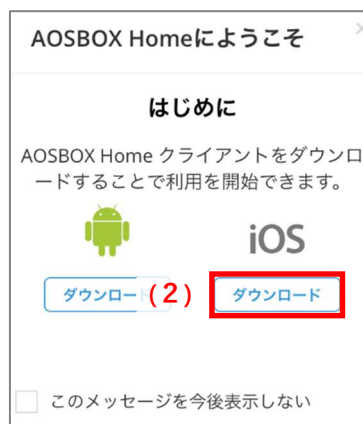 AOSBOX Homeにようこそ
はじめに
AOSBOX Home クライアントをダウンロ
ードすることで利用を開始できます。
iOS
ダウンロー (2) ダウンロード
このメッセージを今後表示しない